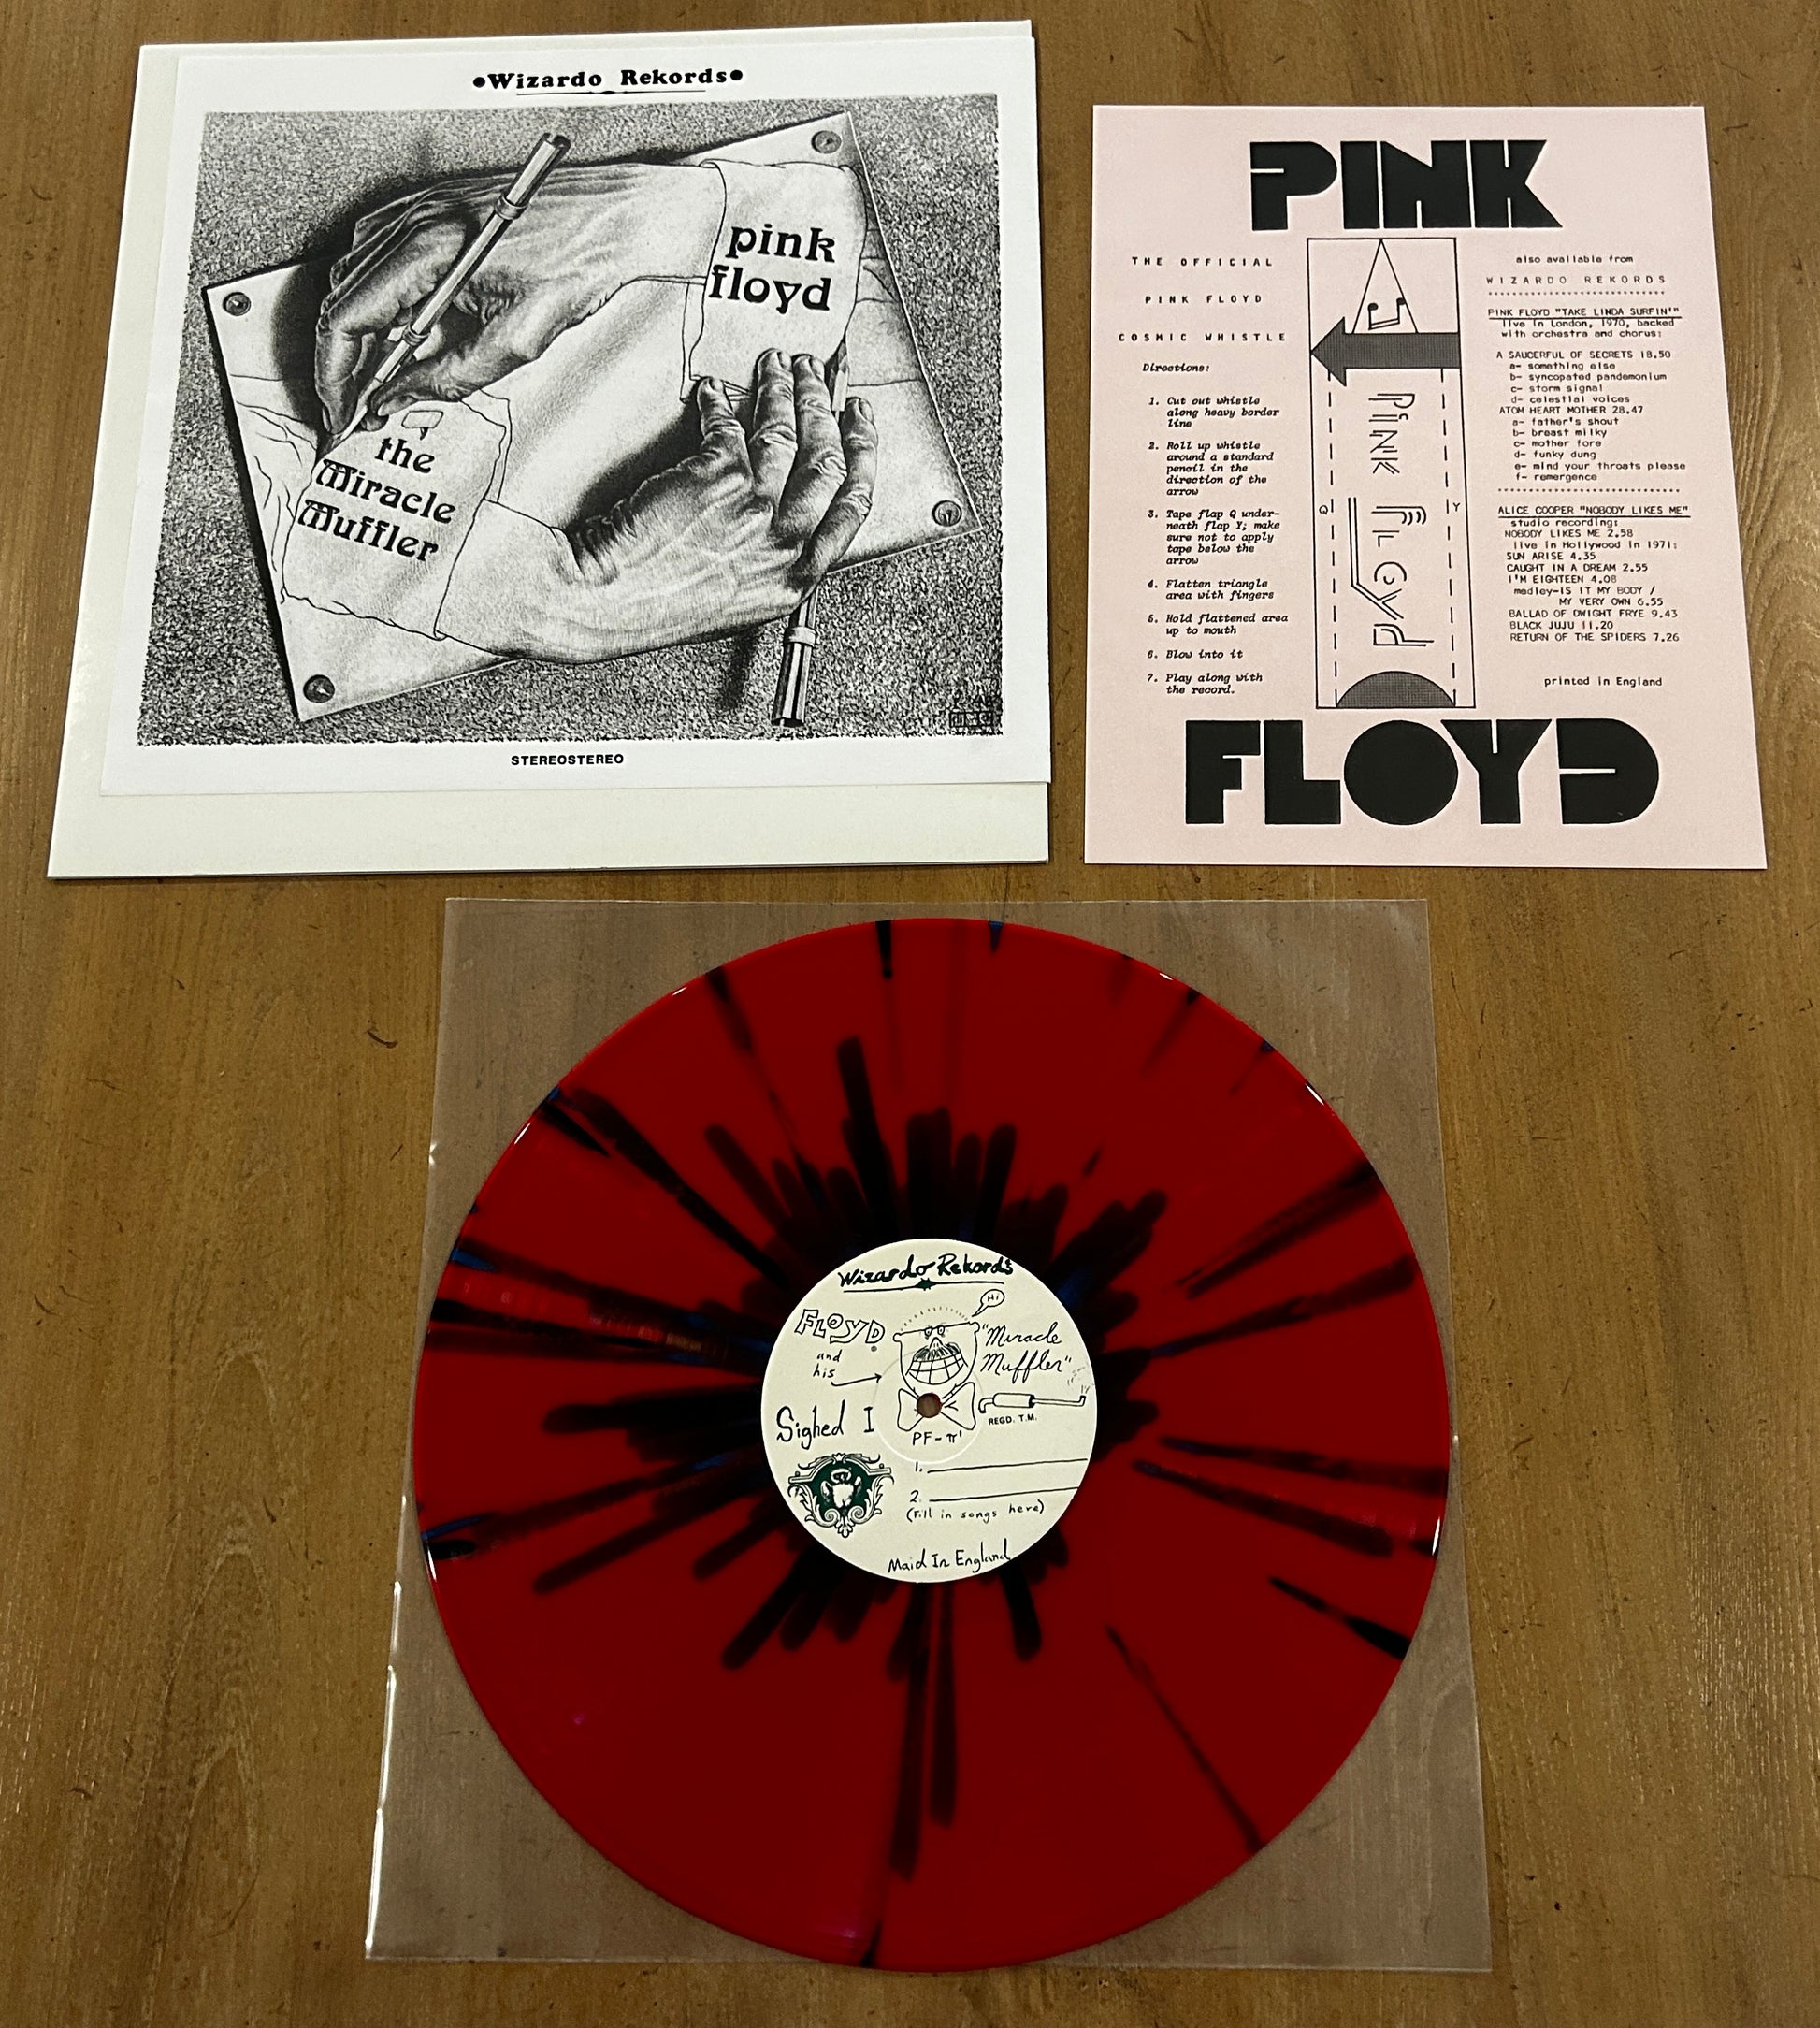 •Wizardo Rekords•
pink
floyd
the
Miracle
Muffler
STEREOSTEREO
PINK
THE OFFICIAL
PINK FLOYD
COSMIC WHISTLE
Directions:
1. Cut out whistle
along heavy border
line
2. Roll up whistle
around a standard
pencil in the
direction of the
arrow
3. Tape flap Q under-
neath flap Y; make
sure not to apply
tape below the
arrow
4. Flatten triangle
area with fingers
5. Hold flattened area
up to mouth
6. Blow into it
7. Play along with
the record.
Q
Pink Floyd
Y
also available from
WIZARDO REKORDS
PINK FLOYD "TAKE LINDA SURFIN'"
live in London, 1970, backed
with orchestra and chorus:
A SAUCERFUL OF SECRETS 18.50
a- something else
b- syncopated pandemonium
c- storm signal
d- celestial voices
ATOM HEART MOTHER 28.47
a- father's shout
b- breast milky
c- mother fore
d- funky dung
e- mind your throats please
f- remergence
ALICE COOPER "NOBODY LIKES ME"
studio recording:
NOBODY LIKES ME 2.58
live in Hollywood in 1971:
SUN ARISE 4.35
CAUGHT IN A DREAM 2.55
I'M EIGHTEEN 4.08
medley-IS IT MY BODY /
MY VERY OWN 6.55
BALLAD OF DWIGHT FRYE 9.43
BLACK JUJU 11.20
RETURN OF THE SPIDERS 7.26
printed in England
FLOYD
Wizardo Rekords
Hi
FLOYD®
and
his
"Miracle
Muffler"
REGD. T.M.
Sighed I
PF-π'
1.
2.
(Fill in songs here)
Maid In England